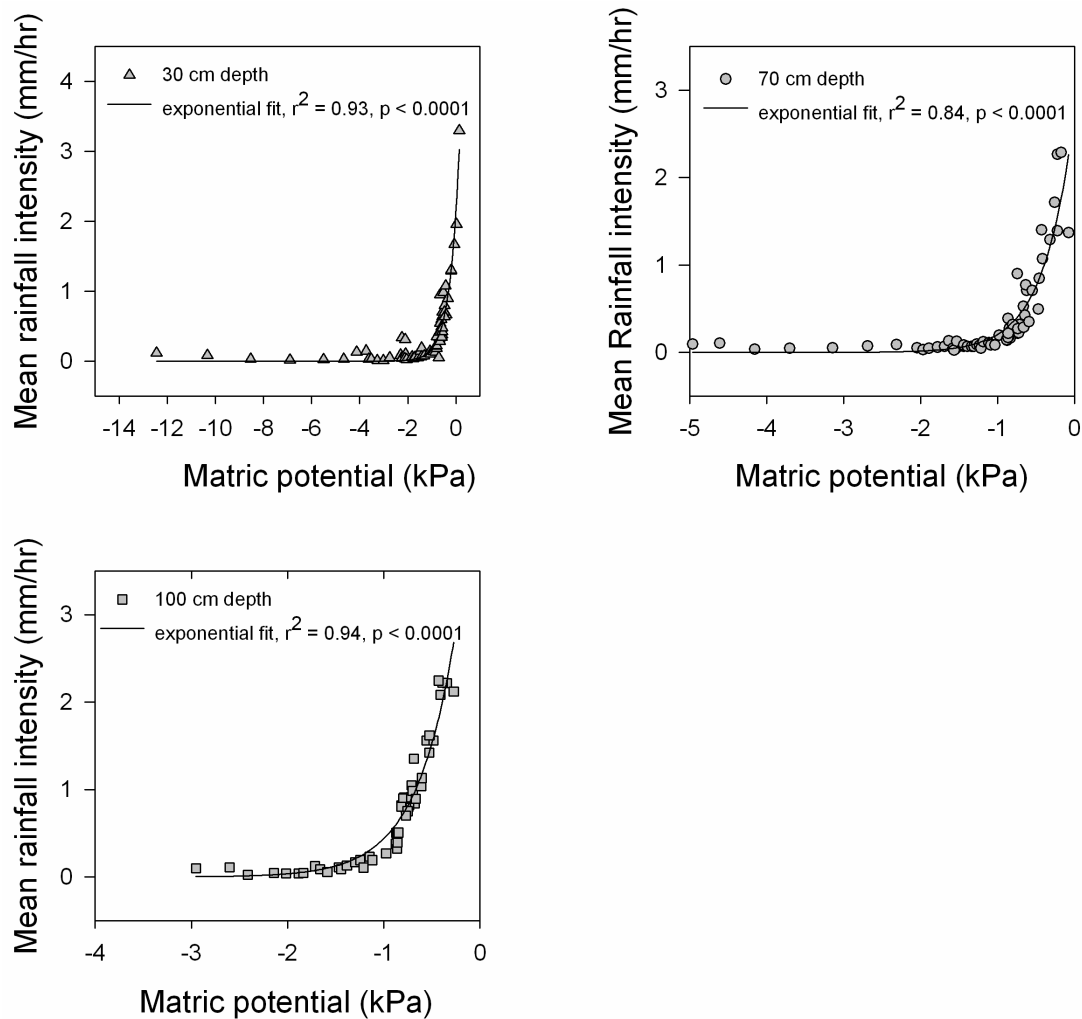 Mean rainfall intensity (mm/hr)
4
3
2
1
0
30 cm depth
exponential fit, r2 = 0.93, p < 0.0001
-14 -12 -10 -8 -6 -4 -2 0
Matric potential (kPa)
Mean Rainfall intensity (mm/hr)
3
2
1
0
70 cm depth
exponential fit, r2 = 0.84, p < 0.0001
-5 -4 -3 -2 -1 0
Matric potential (kPa)
Mean rainfall intensity (mm/hr)
3
2
1
0
100 cm depth
exponential fit, r2 = 0.94, p < 0.0001
-4 -3 -2 -1 0
Matric potential (kPa)